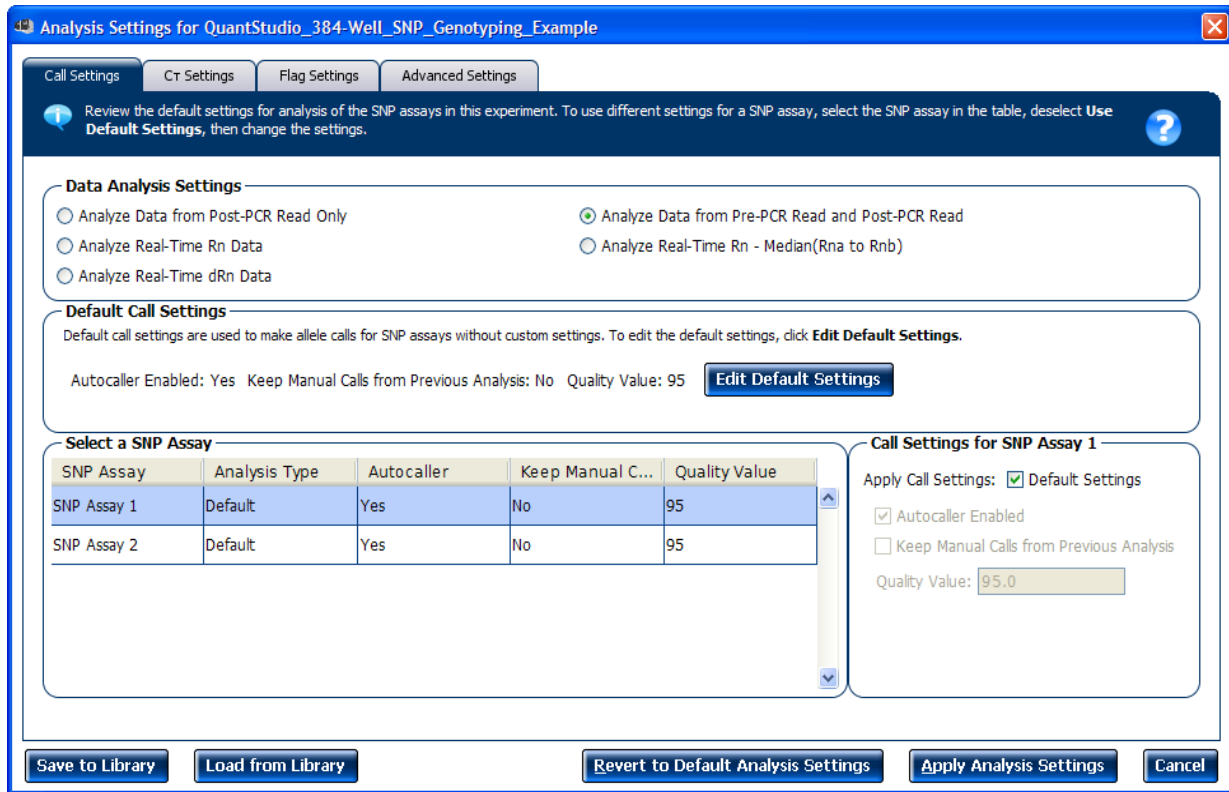 Analysis Settings for QuantStudio_384-Well_SNP_Genotyping_Example
Call Settings
CT Settings
Flag Settings
Advanced Settings
Review the default settings for analysis of the SNP assays in this experiment. To use different settings for a SNP assay, select the SNP assay in the table, deselect Use
Default Settings, then change the settings.
?
Data Analysis Settings
Analyze Data from Post-PCR Read Only
Analyze Data from Pre-PCR Read and Post-PCR Read
Analyze Real-Time Rn Data
Analyze Real-Time Rn - Median(Rna to Rnb)
Analyze Real-Time dRn Data
Default Call Settings
Default call settings are used to make allele calls for SNP assays without custom settings. To edit the default settings, click Edit Default Settings.
Autocaller Enabled: Yes Keep Manual Calls from Previous Analysis: No Quality Value: 95 Edit Default Settings
Select a SNP Assay
SNP Assay Analysis Type Autocaller Keep Manual C... Quality Value
SNP Assay 1 Default Yes No 95
SNP Assay 2 Default Yes No 95
Call Settings for SNP Assay 1
Apply Call Settings: Default Settings
Autocaller Enabled
Keep Manual Calls from Previous Analysis
Quality Value: 95.0
Save to Library
Load from Library
Revert to Default Analysis Settings
Apply Analysis Settings
Cancel